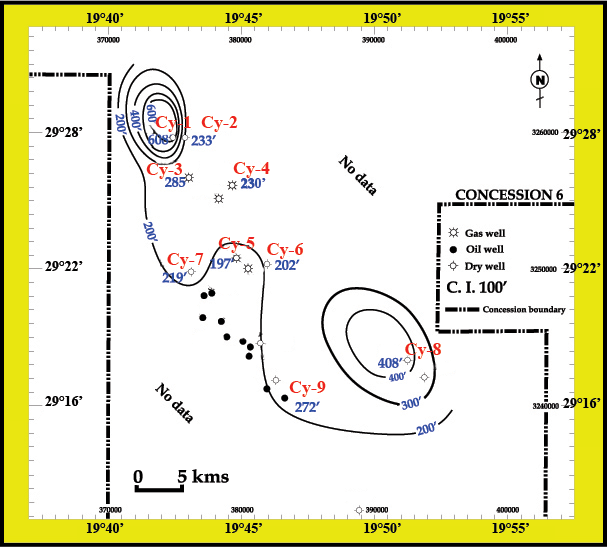 19°40' 19°45' 19°50' 19°55'
370000 380000 390000 400000
N
600'
400'
200'
Cy-1 Cy-2
608' 233'
29°28' 3260000 29°28'
Cy-3 Cy-4
285' 230'
No data
CONCESSION 6
200'
Gas well
Oil well
Dry well
C. I. 100'
Concession boundary
Cy-5 Cy-6
197' 202'
Cy-7
219'
29°22' 3250000 29°22'
Cy-8
408'
400'
300'
Cy-9
272'
200'
No data
29°16' 3240000 29°16'
0 5 kms
370000 380000 390000 400000
19°40' 19°45' 19°50' 19°55'